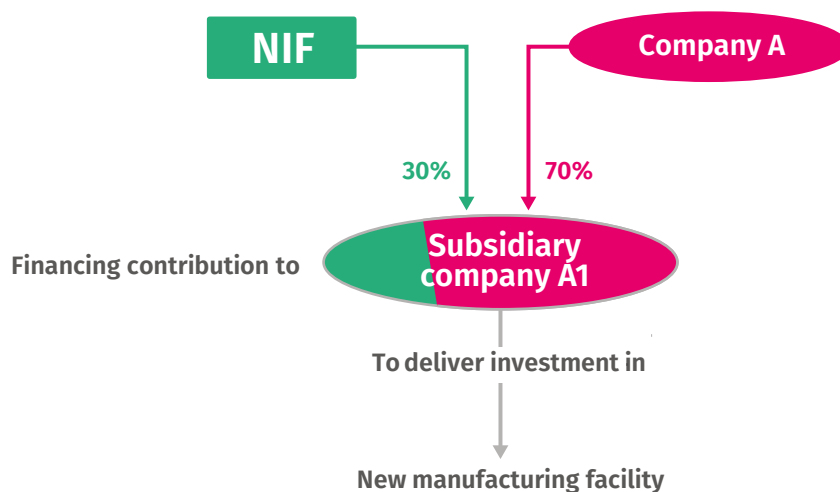 NIF
Company A
30%
70%
Financing contribution to
Subsidiary
company A1
To deliver investment in
New manufacturing facility